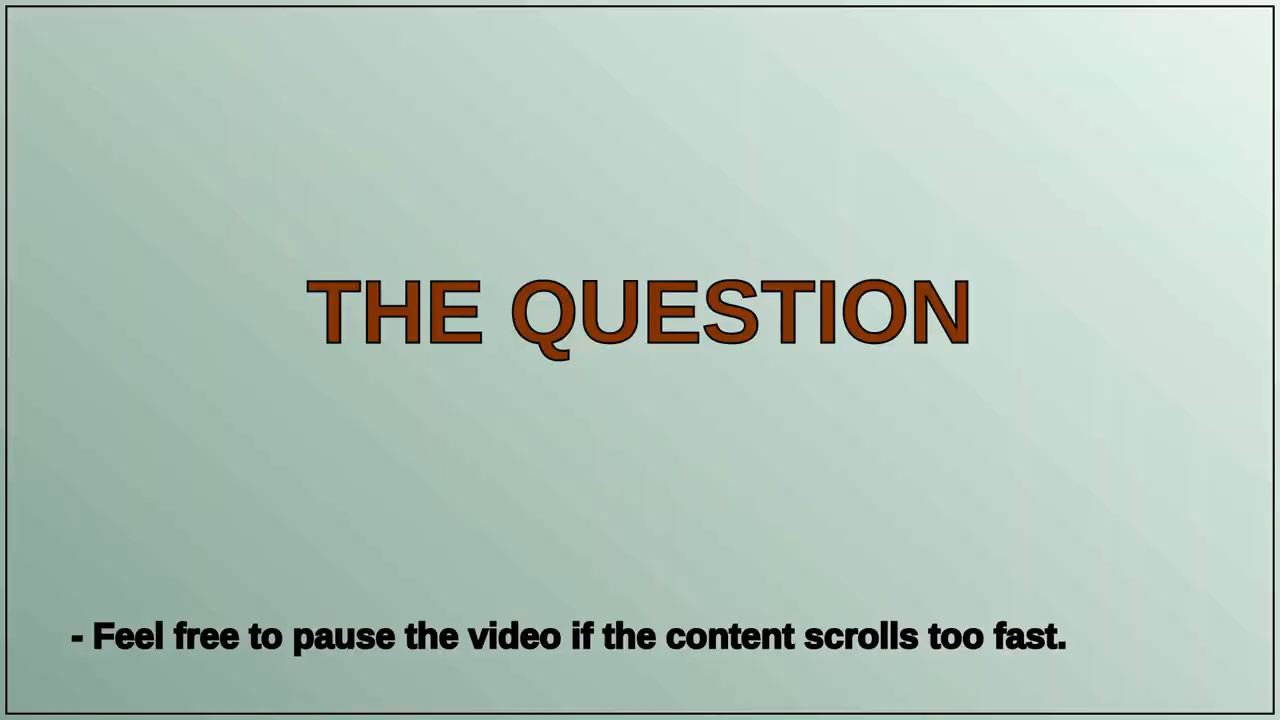 THE QUESTION
- Feel free to pause the video if the content scrolls too fast.